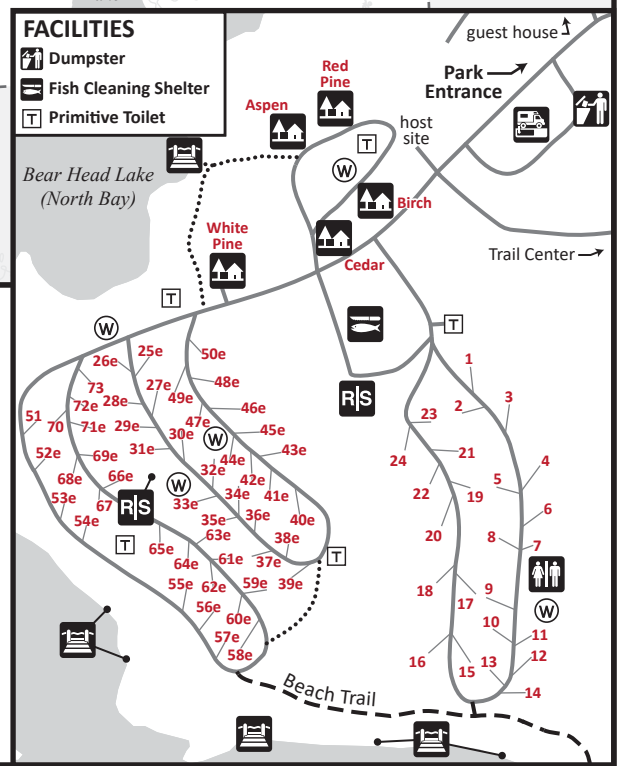 FACILITIES
Dumpster
Fish Cleaning Shelter
T Primitive Toilet
guest house
Park
Entrance
Red
Pine
Aspen
T
W
host
site
Birch
Bear Head Lake
(North Bay)
White
Pine
Cedar
Trail Center
T
W
T
R|S
50e
25e
26e
48e
1
73
27e
49e
46e
3
72e
28e
2
51
70
71e
29e
47e
30e
W
45e
23
31e
44e
43e
52e
69e
32e
42e
24
21
4
68e
66e
W
34e
41e
22
19
5
53e
67
33e
R|S
54e
35e
36e
40e
6
63e
38e
20
8
7
T
65e
64e
61e
37e
T
55e
62e
59e
39e
18
17
9
56e
60e
W
10
57e
11
58e
16
15
13
12
14
Beach Trail